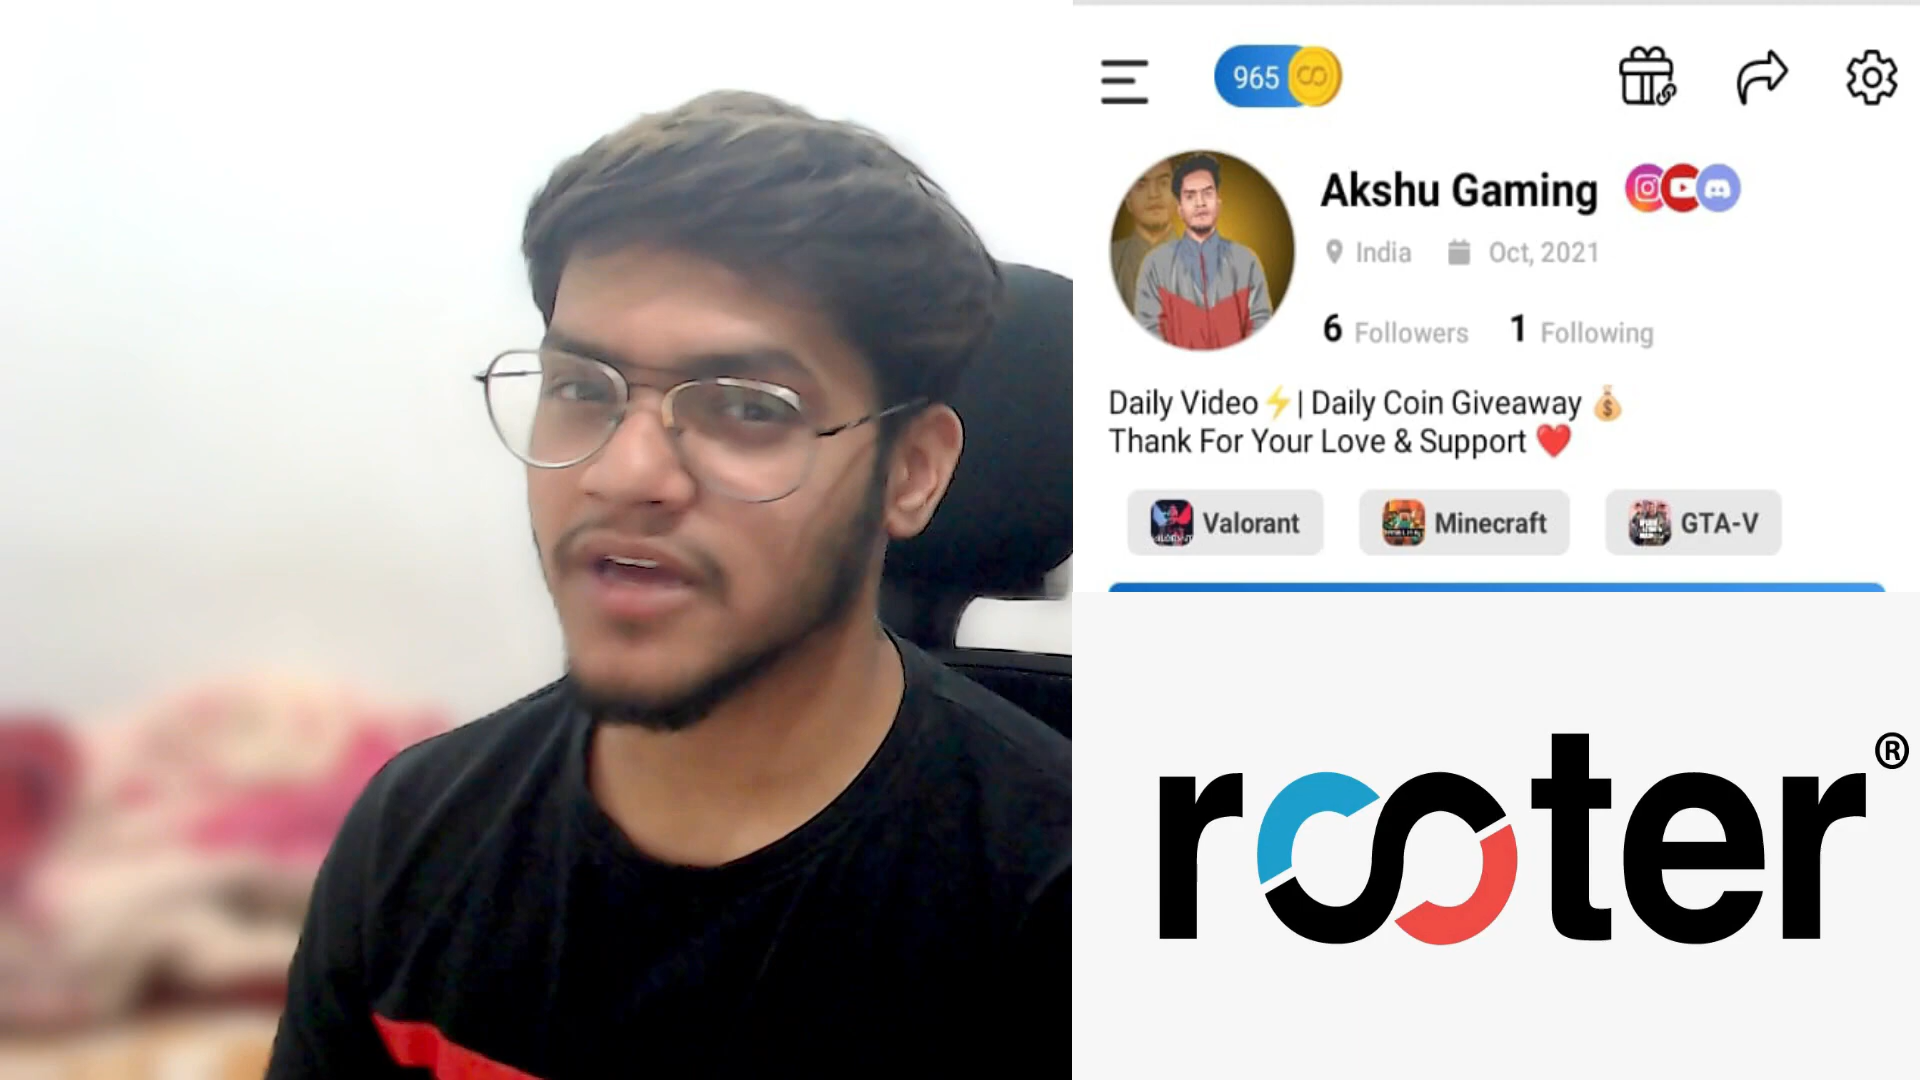 965
Akshu Gaming
India Oct, 2021
6 Followers 1 Following
Daily Video⚡| Daily Coin Giveaway 💰
Thank For Your Love & Support ❤️
Valorant Minecraft GTA-V
rooter®